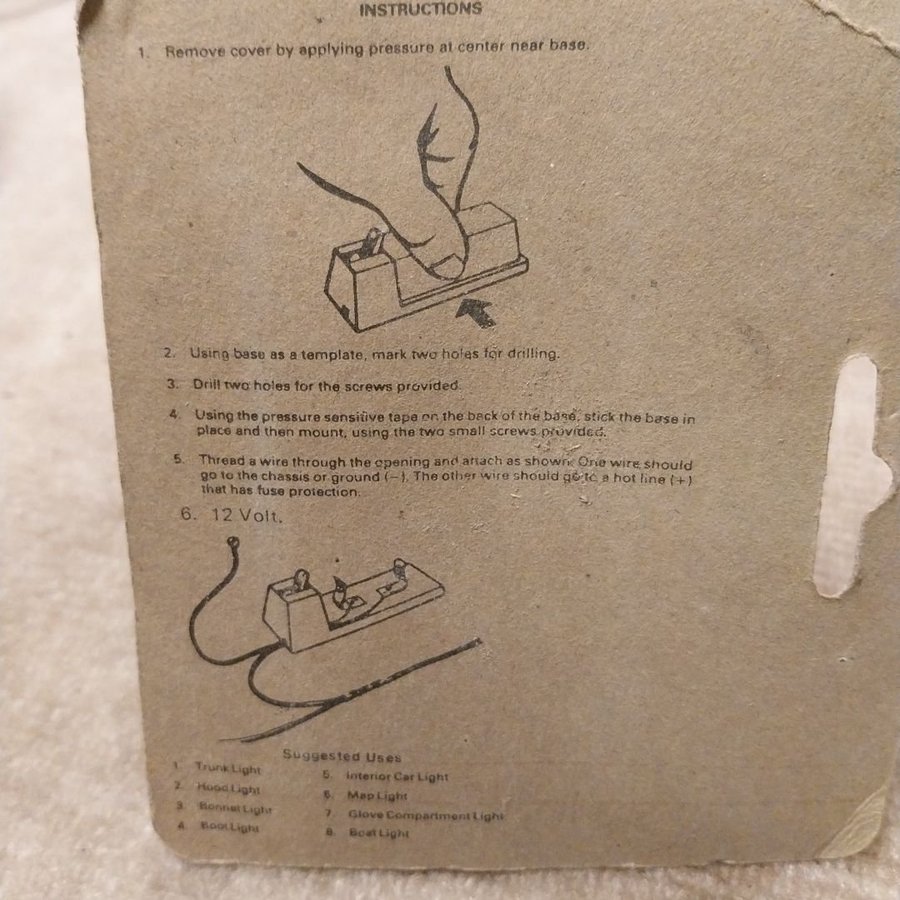 INSTRUCTIONS
1. Remove cover by applying pressure at center near base.
2. Using base as a template, mark two holes for drilling.
3. Drill two holes for the screws provided.
4. Using the pressure sensitive tape on the back of the base, stick the base in
place and then mount, using the two small screws provided.
5. Thread a wire through the opening and attach as shown. One wire should
go to the chassis or ground (-). The other wire should go to a hot line (+)
that has fuse protection.
6. 12 Volt.
Suggested Uses
1. Trunk Light
2. Hood Light
3. Bonnet Light
4. Boot Light
5. Interior Car Light
6. Map Light
7. Glove Compartment Light
8. Boat Light